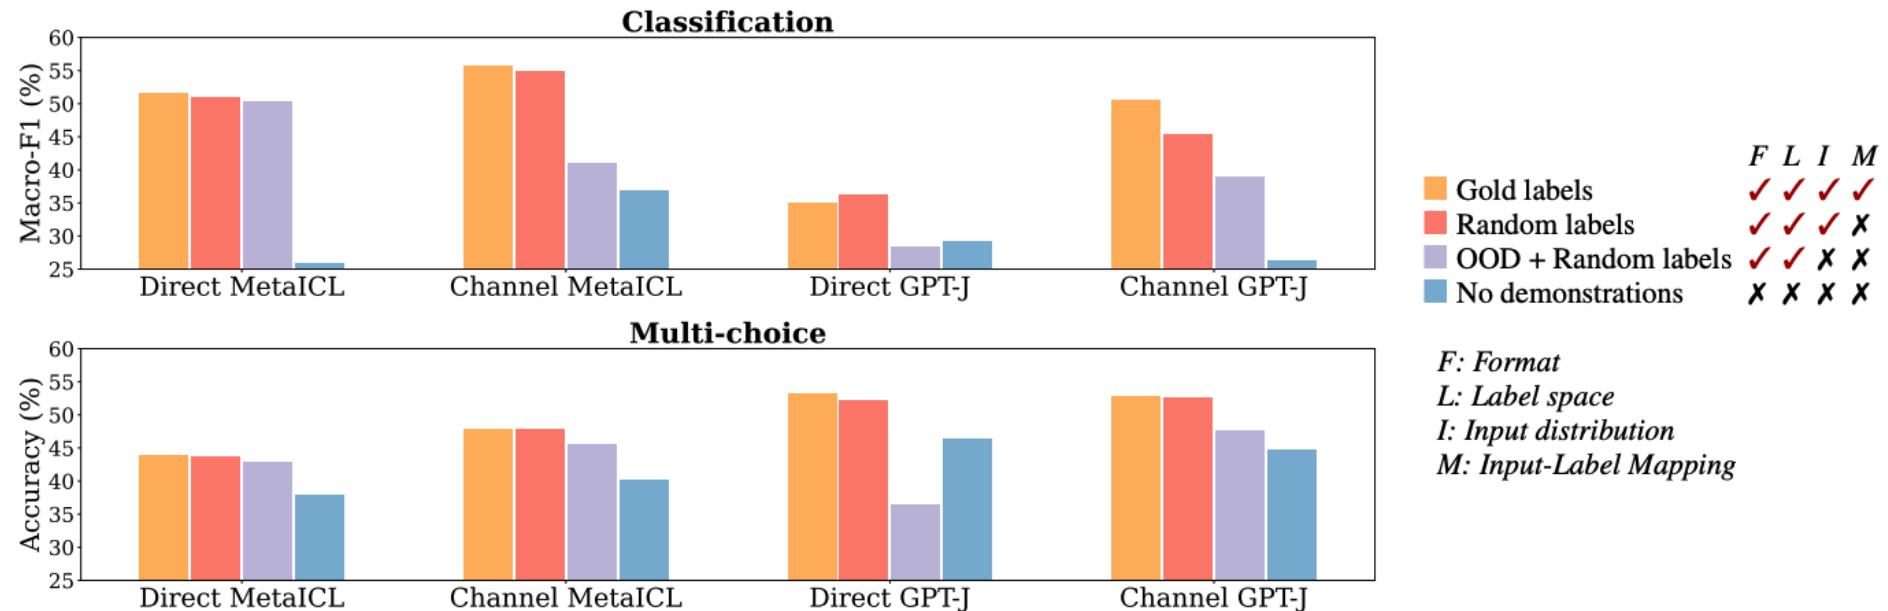 Classification
Macro-F1 (%)
60
55
50
45
40
35
30
25
Direct MetaICL
Channel MetaICL
Direct GPT-J
Channel GPT-J
Multi-choice
Accuracy (%)
60
55
50
45
40
35
30
25
Direct MetaICL
Channel MetaICL
Direct GPT-J
Channel GPT-J
F L I M
Gold labels ✓ ✓ ✓ ✓
Random labels ✓ ✓ ✓ ✗
OOD + Random labels ✓ ✓ ✗ ✗
No demonstrations ✗ ✗ ✗ ✗
F: Format
L: Label space
I: Input distribution
M: Input-Label Mapping